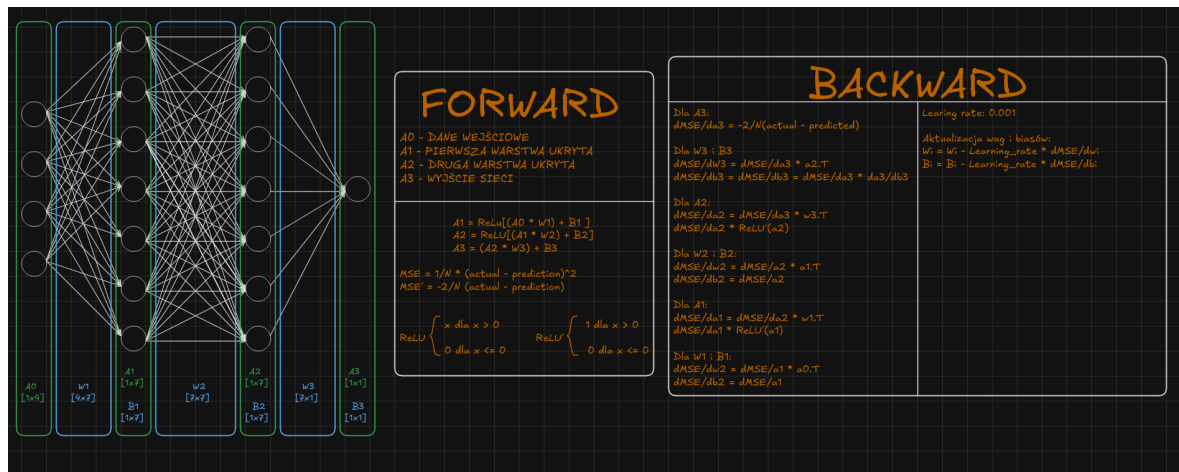 FORWARD
A0 - DANE WEJŚCIOWE
A1 - PIERWSZA WARSTWA UKRYTA
A2 - DRUGA WARSTWA UKRYTA
A3 - WYJŚCIE SIECI
A1 = ReLu[(A0 * W1) + B1 ]
A2 = ReLU[(A1 * W2) + B2]
A3 = (A2 * W3) + B3
MSE = 1/N * (actual - prediction)^2
MSE' = -2/N (actual - prediction)
ReLU
x dla x > 0
0 dla x <= 0
ReLU'
1 dla x > 0
0 dla x <= 0
BACKWARD
Dla A3:
dMSE/da3 = -2/N(actual - predicted)
Dla W3 i B3
dMSE/dw3 = dMSE/da3 * a2.T
dMSE/db3 = dMSE/db3 = dMSE/da3 * da3/db3
Dla A2:
dMSE/da2 = dMSE/da3 * w3.T
dMSE/da2 * ReLU'(a2)
Dla W2 i B2:
dMSE/dw2 = dMSE/a2 * a1.T
dMSE/db2 = dMSE/a2
Dla A1:
dMSE/da1 = dMSE/da2 * w1.T
dMSE/da1 * ReLU'(a1)
Dla W1 i B1:
dMSE/dw2 = dMSE/a1 * a0.T
dMSE/db2 = dMSE/a1
Learing rate: 0.001
Aktualizacja wag i biasów:
Wi = Wi - Learning_rate * dMSE/dwi
Bi = Bi - Learning_rate * dMSE/dbi
A0
[1x4]
W1
[4x7]
A1
[1x7]
B1
[1x7]
W2
[7x7]
A2
[1x7]
B2
[1x7]
W3
[7x1]
A3
[1x1]
B3
[1x1]